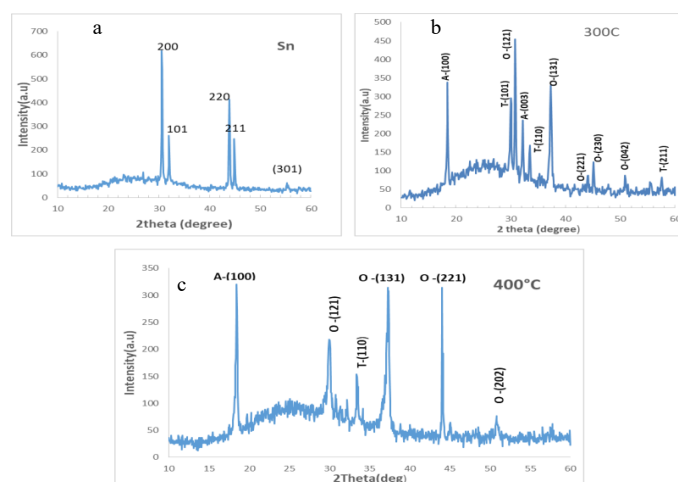 a
Sn
200
101
220
211
(301)
Intensity(a.u)
700
600
500
400
300
200
100
0
10
20
30
40
50
60
2theta (degree)
b
300C
A-(100)
T-(101)
O-(121)
A-(003)
T-(110)
O-(131)
O-(221)
O-(230)
O-(042)
T-(211)
Intensity(a.u)
500
450
400
350
300
250
200
150
100
50
0
10
20
30
40
50
60
2 theta (degree)
c
400°C
A-(100)
O -(121)
T-(110)
O -(131)
O -(221)
O -(202)
Intensity(a.u)
350
300
250
200
150
100
50
0
10
15
20
25
30
36
39
44
49
55
60
2Theta(deg)